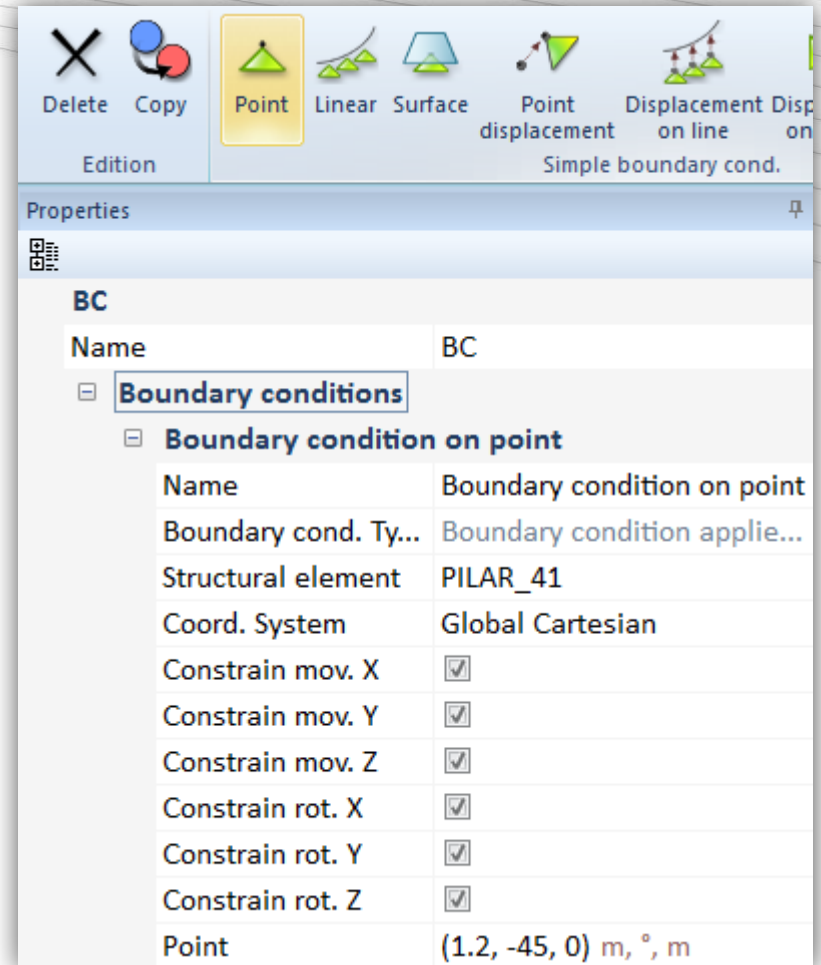 Delete Copy Point Linear Surface Point displacement Displacement on line
Edition Simple boundary cond.
Properties
BC
Name BC
Boundary conditions
Boundary condition on point
Name Boundary condition on point
Boundary cond. Ty... Boundary condition applie...
Structural element PILAR_41
Coord. System Global Cartesian
Constrain mov. X
Constrain mov. Y
Constrain mov. Z
Constrain rot. X
Constrain rot. Y
Constrain rot. Z
Point (1.2, -45, 0) m, °, m